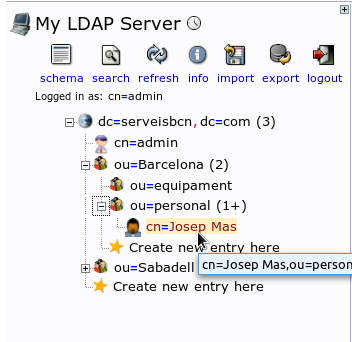 My LDAP Server
schema search refresh info import export logout
Logged in as: cn=admin
dc=serveisbcn,dc=com (3)
cn=admin
ou=Barcelona (2)
ou=equipament
ou=personal (1+)
cn=Josep Mas
Create new entry here
cn=Josep Mas,ou=person
ou=Sabadell
Create new entry here